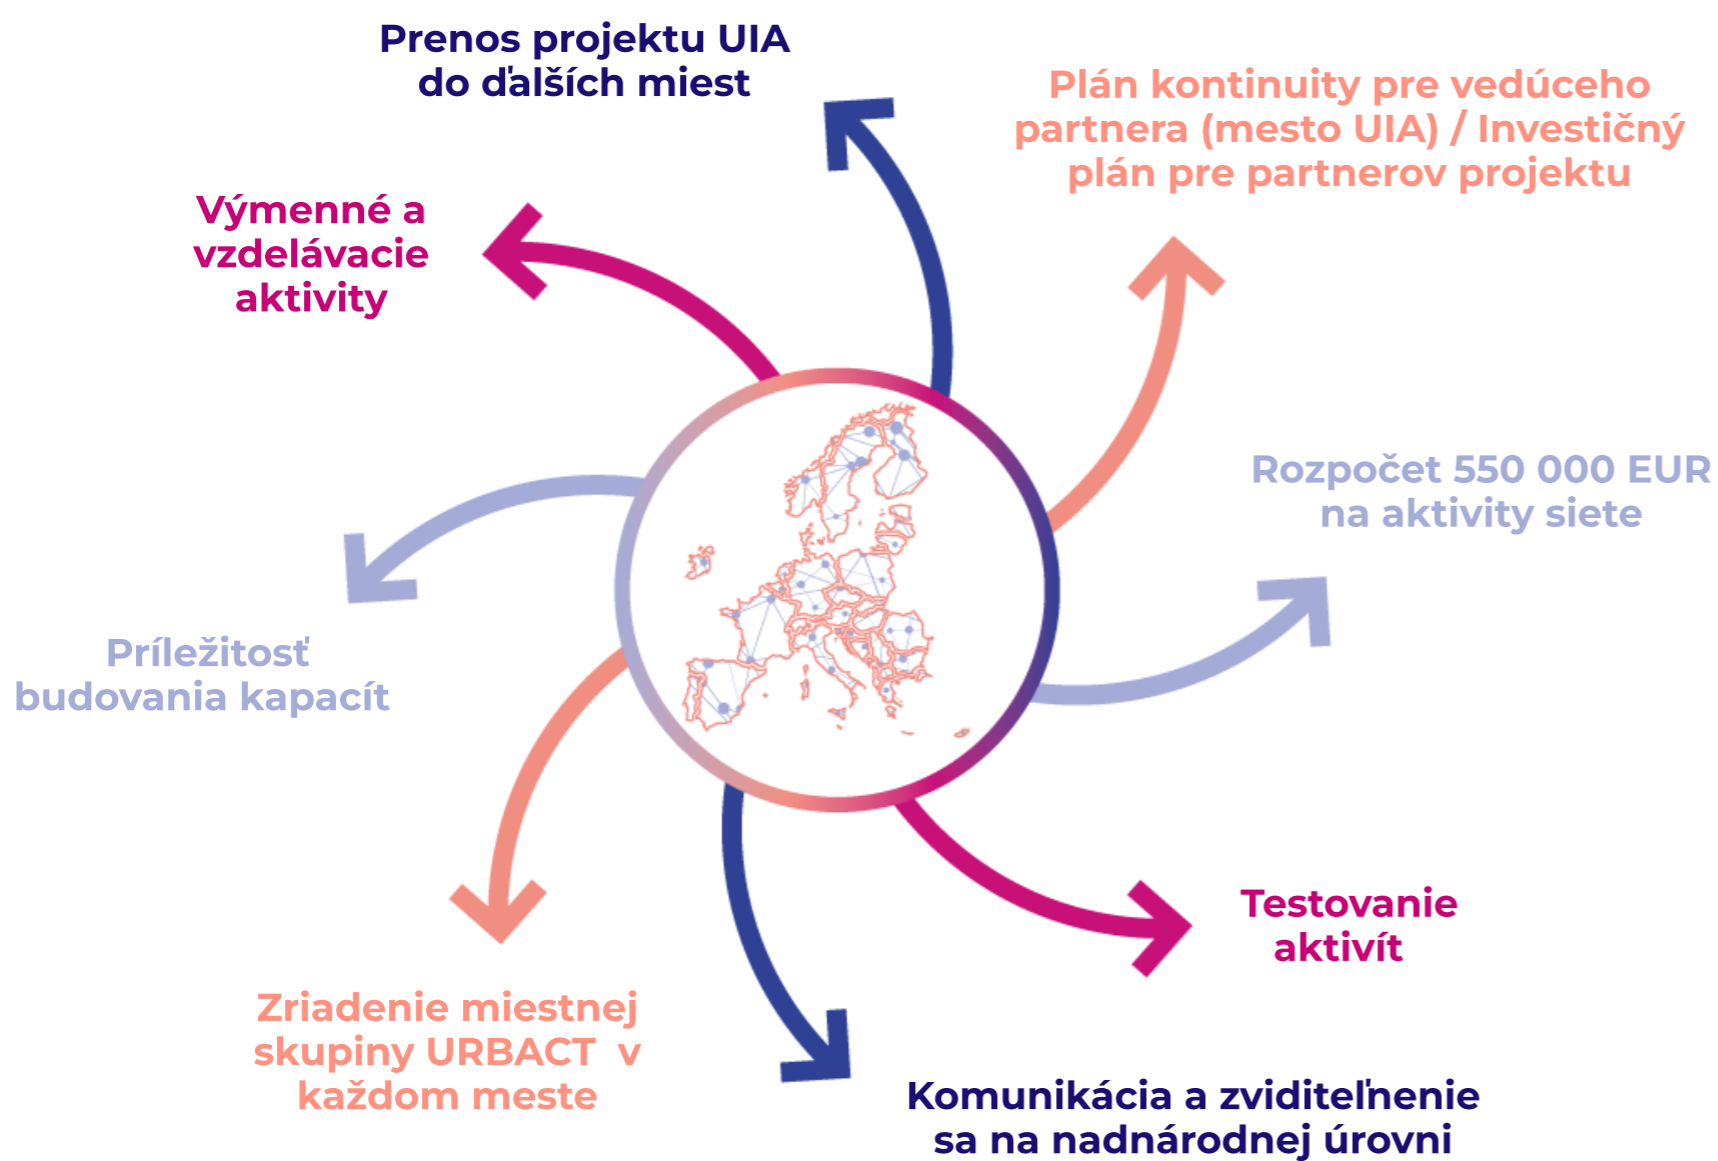 Prenos projektu UIA
do ďalších miest
Plán kontinuity pre vedúceho
partnera (mesto UIA) / Investičný
plán pre partnerov projektu
Výmenné a
vzdelávacie
aktivity
Rozpočet 550 000 EUR
na aktivity siete
Príležitosť
budovania kapacít
Testovanie
aktivít
Zriadenie miestnej
skupiny URBACT v
každom meste
Komunikácia a zviditeľnenie
sa na nadnárodnej úrovni